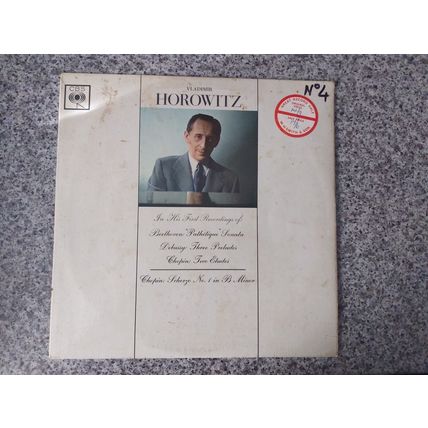 CBS
VLADIMIR
HOROWITZ
Nº4
In His First Recordings of:
Beethoven: "Pathétique" Sonata
Debussy: Three Preludes
Chopin: Two Etudes
Chopin: Scherzo No. 1 in B Minor